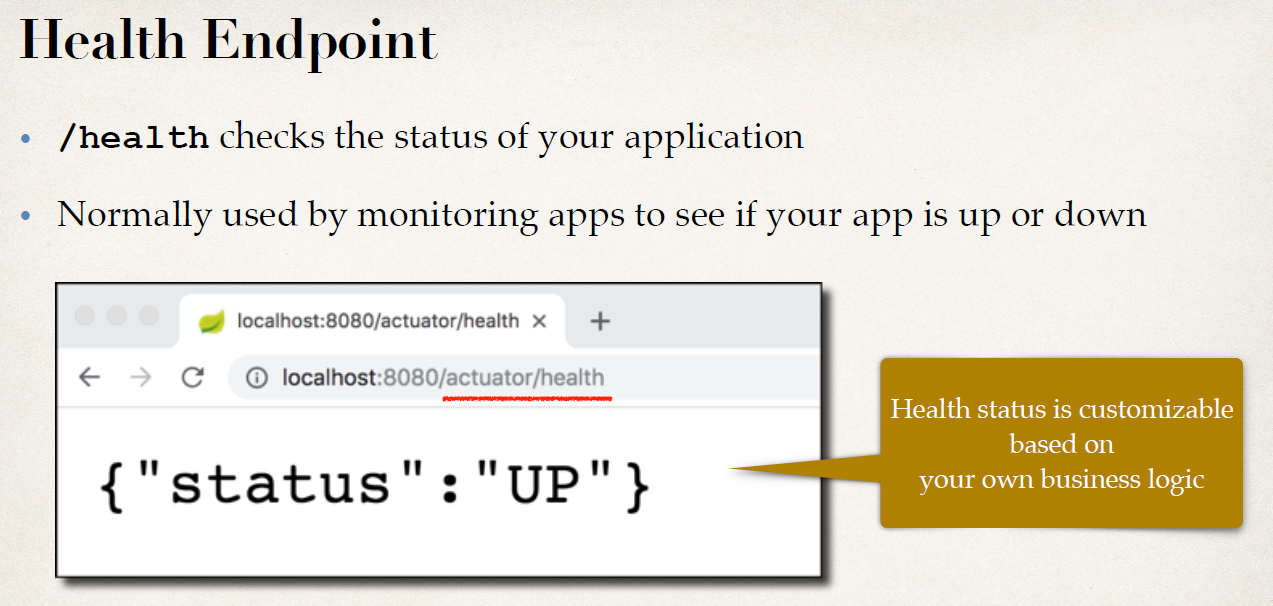 Health Endpoint
• /health checks the status of your application
• Normally used by monitoring apps to see if your app is up or down
localhost:8080/actuator/health
localhost:8080/actuator/health
{"status":"UP"}
Health status is customizable
based on
your own business logic